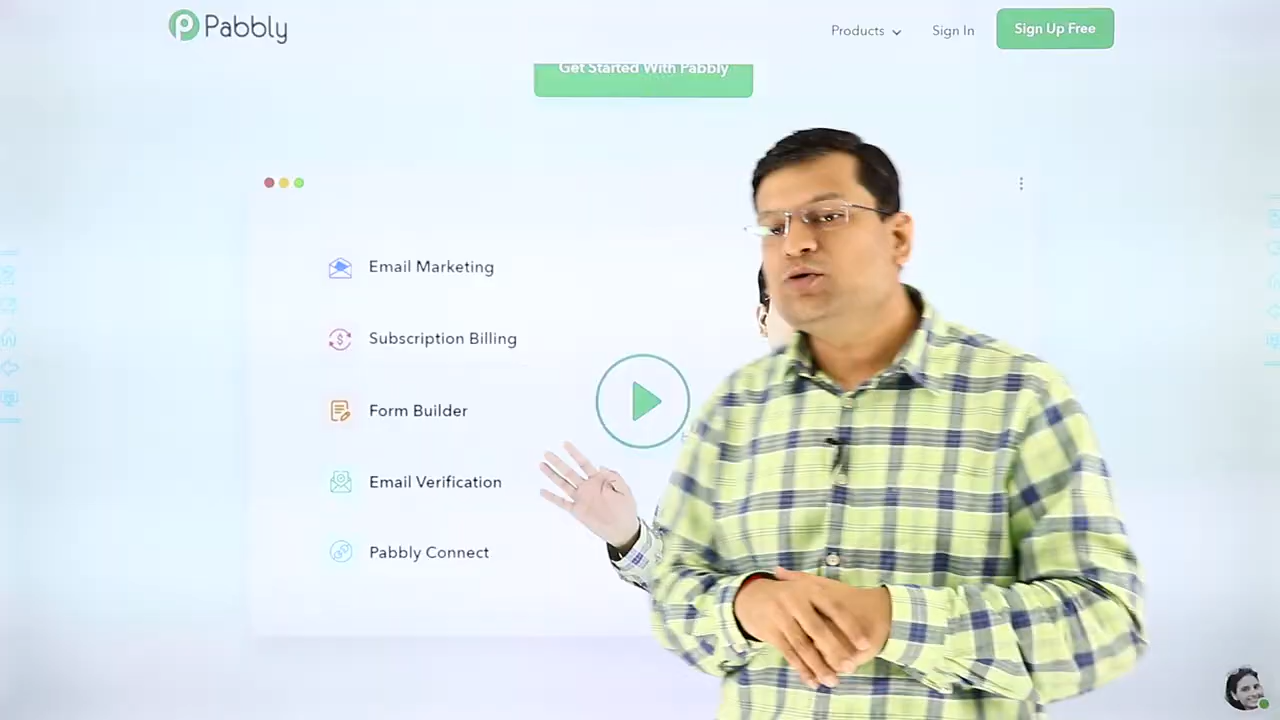 Pabbly
Products
Sign In
Sign Up Free
Get Started With Pabbly
Email Marketing
Subscription Billing
Form Builder
Email Verification
Pabbly Connect